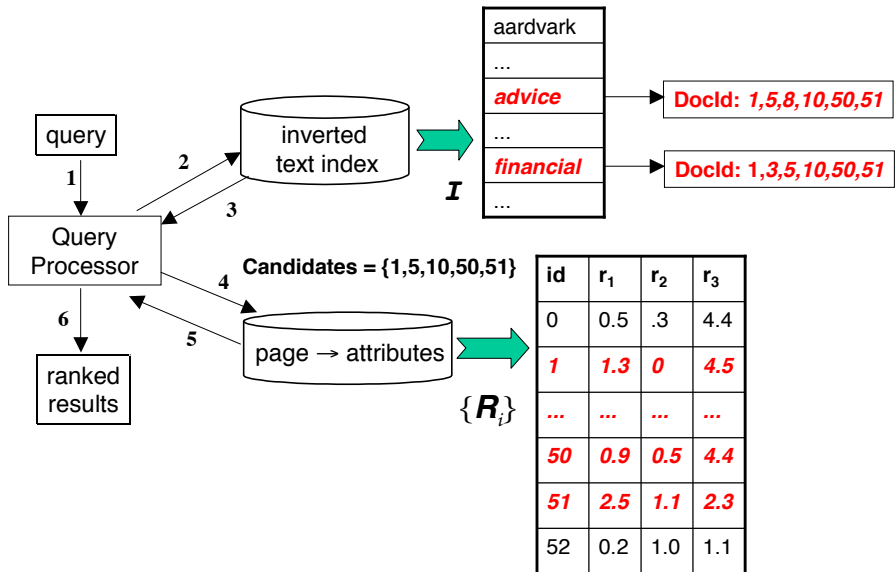 aardvark
...
advice
DocId: 1,5,8,10,50,51
...
financial
DocId: 1,3,5,10,50,51
...
query
1
2
3
inverted
text index
I
Query
Processor
4
5
6
Candidates = {1,5,10,50,51}
page → attributes
{Rᵢ}
ranked
results
id r₁ r₂ r₃
0 0.5 .3 4.4
1 1.3 0 4.5
... ... ... ...
50 0.9 0.5 4.4
51 2.5 1.1 2.3
52 0.2 1.0 1.1